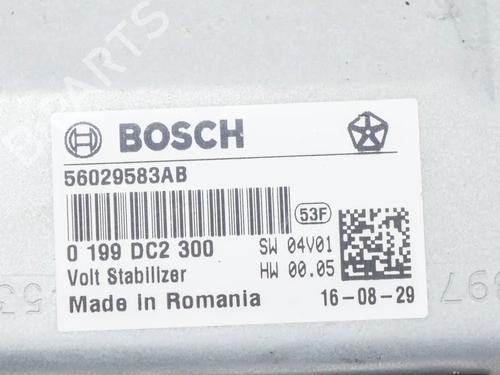 BOSCH
56029583AB
53F
0 199 DC2 300 SW 04V01
Volt Stabilizer HW 00.05
Made in Romania 16-08-29